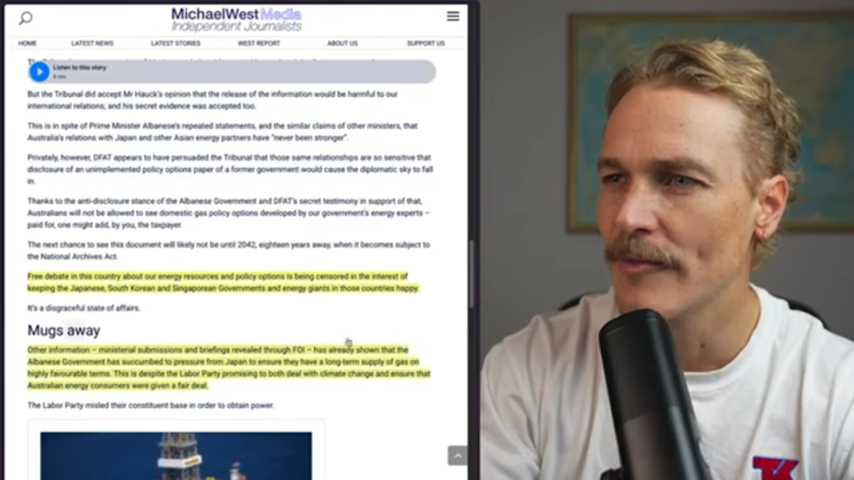 MichaelWest Media
Independent Journalists
HOME LATEST NEWS LATEST STORIES WEST REPORT ABOUT US SUPPORT US
Listen to this story
6 min
But the Tribunal did accept Mr Hauck's opinion that the release of the information would be harmful to our
international relations; and his secret evidence was accepted too.
This is in spite of Prime Minister Albanese's repeated statements, and the similar claims of other ministers, that
Australia's relations with Japan and other Asian energy partners have "never been stronger".
Privately, however, DFAT appears to have persuaded the Tribunal that those same relationships are so sensitive that
disclosure of an unimplemented policy options paper of a former government would cause the diplomatic sky to fall
in.
Thanks to the anti-disclosure stance of the Albanese Government and DFAT's secret testimony in support of that,
Australians will not be allowed to see domestic gas policy options developed by our government's energy experts –
paid for, one might add, by you, the taxpayer.
The next chance to see this document will likely not be until 2042, eighteen years away, when it becomes subject to
the National Archives Act.
Free debate in this country about our energy resources and policy options is being censored in the interest of
keeping the Japanese, South Korean and Singaporean Governments and energy giants in those countries happy.
It's a disgraceful state of affairs.
Mugs away
Other information – ministerial submissions and briefings revealed through FOI – has already shown that the
Albanese Government has succumbed to pressure from Japan to ensure they have a long-term supply of gas on
highly favourable terms. This is despite the Labor Party promising to both deal with climate change and ensure that
Australian energy consumers were given a fair deal.
The Labor Party misled their constituent base in order to obtain power.